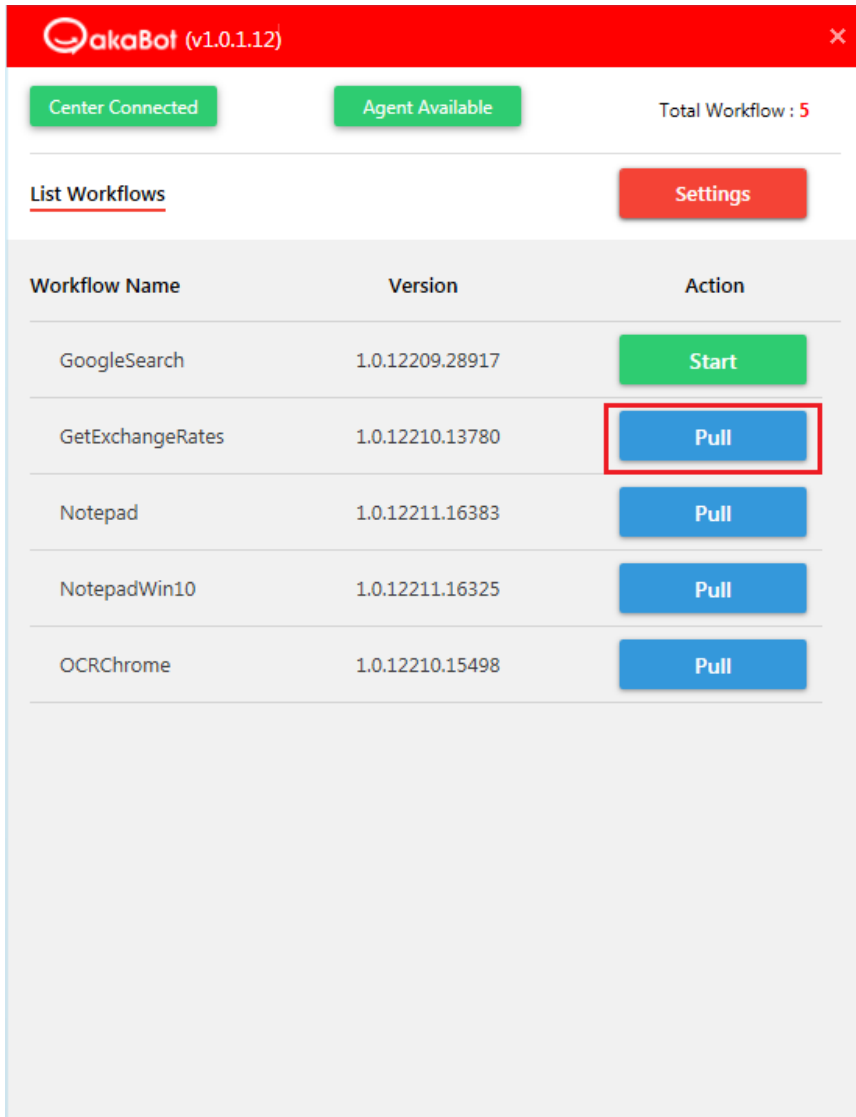 akaBot (v1.0.1.12) ×
Center Connected Agent Available Total Workflow : 5
List Workflows Settings
Workflow Name Version Action
GoogleSearch 1.0.12209.28917 Start
GetExchangeRates 1.0.12210.13780 Pull
Notepad 1.0.12211.16383 Pull
NotepadWin10 1.0.12211.16325 Pull
OCRChrome 1.0.12210.15498 Pull